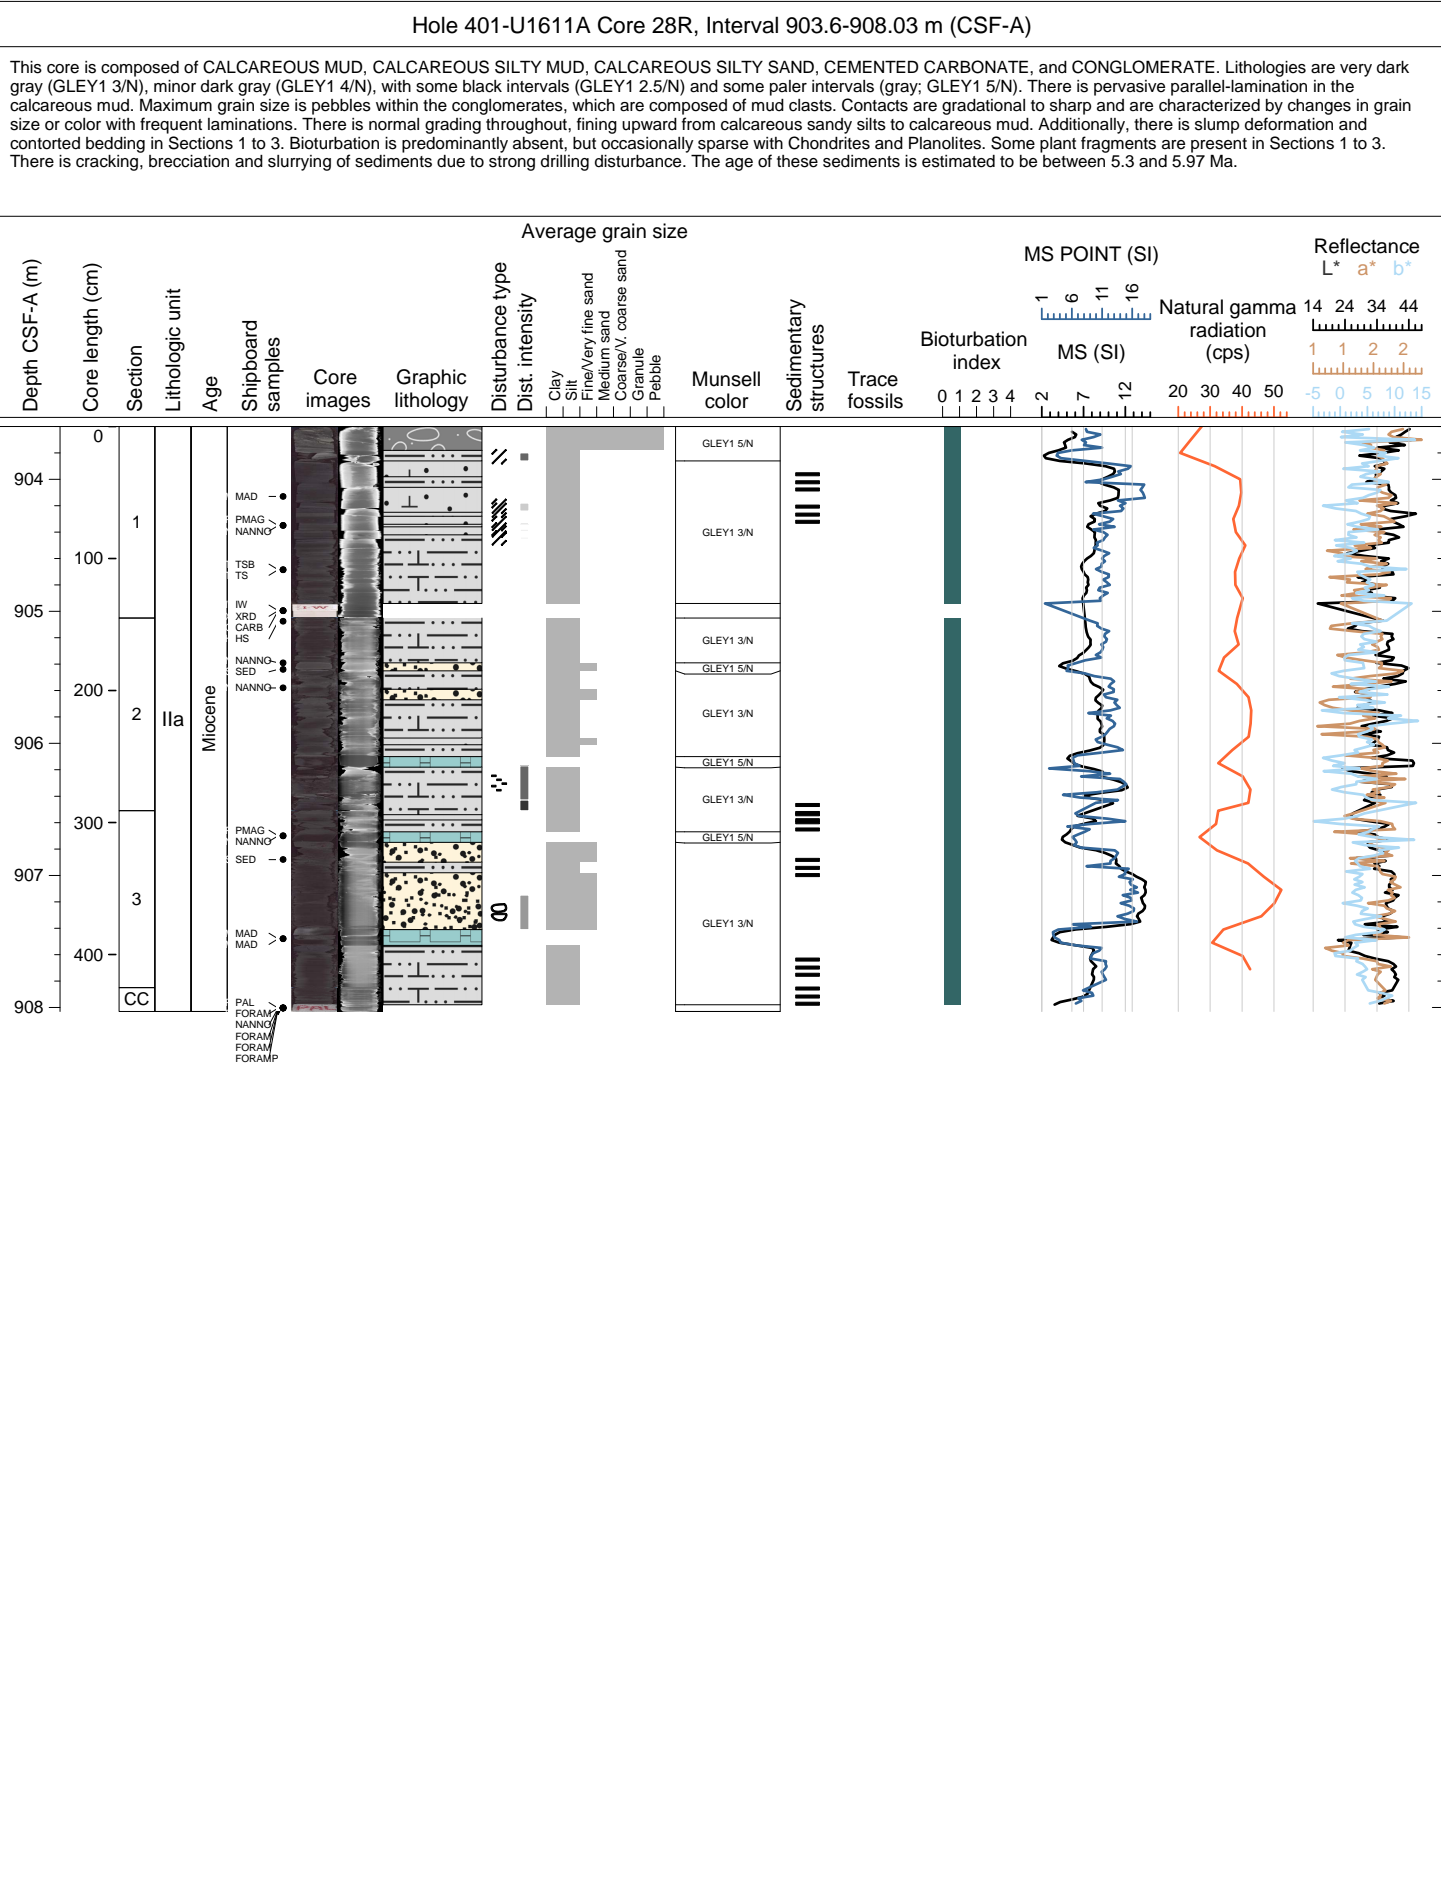 Hole 401-U1611A Core 28R, Interval 903.6-908.03 m (CSF-A)
This core is composed of CALCAREOUS MUD, CALCAREOUS SILTY MUD, CALCAREOUS SILTY SAND, CEMENTED CARBONATE, and CONGLOMERATE. Lithologies are very dark
gray (GLEY1 3/N), minor dark gray (GLEY1 4/N), with some black intervals (GLEY1 2.5/N) and some paler intervals (gray; GLEY1 5/N). There is pervasive parallel-lamination in the
calcareous mud. Maximum grain size is pebbles within the conglomerates, which are composed of mud clasts. Contacts are gradational to sharp and are characterized by changes in grain
size or color with frequent laminations. There is normal grading throughout, fining upward from calcareous sandy silts to calcareous mud. Additionally, there is slump deformation and
contorted bedding in Sections 1 to 3. Bioturbation is predominantly absent, but occasionally sparse with Chondrites and Planolites. Some plant fragments are present in Sections 1 to 3.
There is cracking, brecciation and slurrying of sediments due to strong drilling disturbance. The age of these sediments is estimated to be between 5.3 and 5.97 Ma.
Depth CSF-A (m)
Core length (cm)
Section
Lithologic unit
Age
Shipboard
samples
Core
images
Graphic
lithology
Disturbance type
Dist. intensity
Average grain size
Clay
Silt
Fine/Very fine sand
Medium sand
Coarse/V. coarse sand
Granule
Pebble
Munsell
color
Sedimentary
structures
Trace
fossils
Bioturbation
index
0 1 2 3 4
MS POINT (SI)
1 6 11 16
MS (SI)
2 7 12
Natural gamma
radiation
(cps)
20 30 40 50
Reflectance
L* a* b*
14 24 34 44
1 1 2 2
-5 0 5 10 15
904
905
906
907
908
0
100
200
300
400
1
2
3
CC
IIa
Miocene
MAD
PMAG
NANNO
TSB
TS
IW
XRD
CARB
HS
NANNO
SED
NANNO
PMAG
NANNO
SED
MAD
MAD
PAL
FORAM
NANNO
FORAM
FORAM
FORAMP
IW
PAL
GLEY1 5/N
GLEY1 3/N
GLEY1 3/N
GLEY1 5/N
GLEY1 3/N
GLEY1 5/N
GLEY1 3/N
GLEY1 5/N
GLEY1 3/N